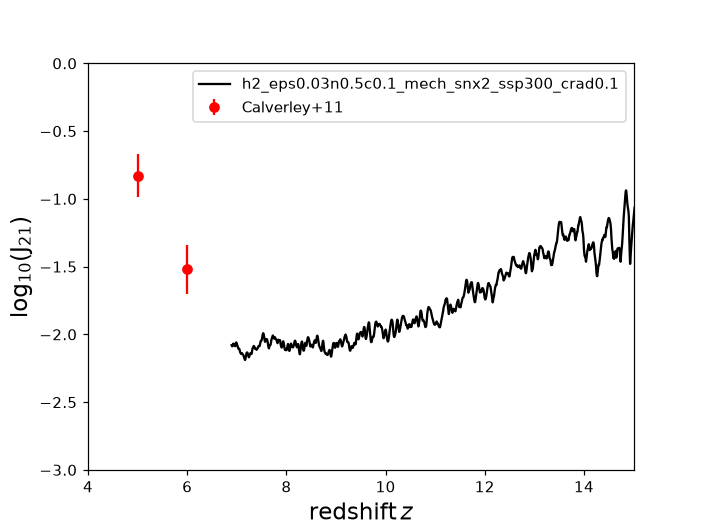 0.0
h2_eps0.03n0.5c0.1_mech_snx2_ssp300_crad0.1
Calverley+11
−0.5
−1.0
−1.5
−2.0
−2.5
−3.0
log10(J21)
4 6 8 10 12 14
redshift z